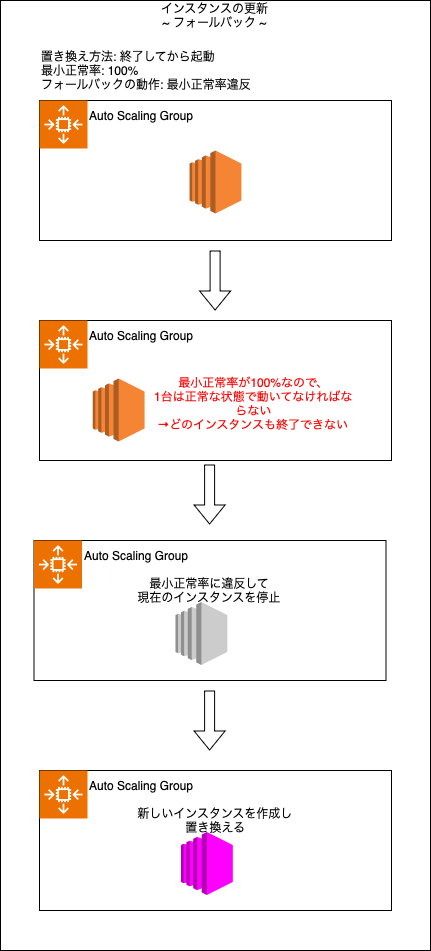 インスタンスの更新
~ フォールバック ~
置き換え方法: 終了してから起動
最小正常率: 100%
フォールバックの動作: 最小正常率違反
Auto Scaling Group
Auto Scaling Group
最小正常率が100%なので、
1台は正常な状態で動いてなければな
らない
→どのインスタンスも終了できない
Auto Scaling Group
最小正常率に違反して
現在のインスタンスを停止
Auto Scaling Group
新しいインスタンスを作成し
置き換える